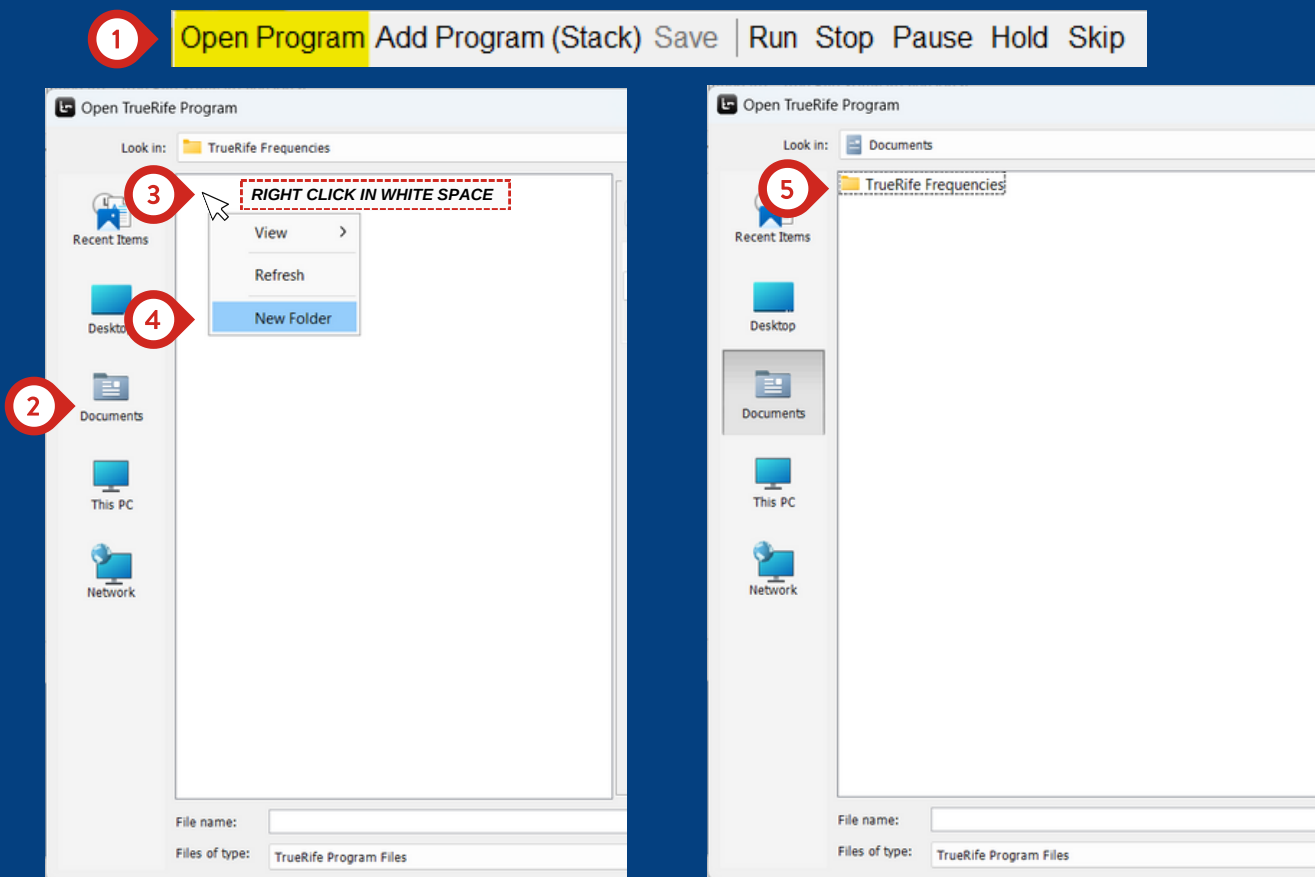 1
Open Program Add Program (Stack) Save Run Stop Pause Hold Skip
Open TrueRife Program
Look in: TrueRife Frequencies
3
RIGHT CLICK IN WHITE SPACE
Recent Items
View >
Refresh
4
New Folder
Deskto
2
Documents
This PC
Network
File name:
Files of type: TrueRife Program Files
Open TrueRife Program
Look in: Documents
5
TrueRife Frequencies
Recent Items
Desktop
Documents
This PC
Network
File name:
Files of type: TrueRife Program Files